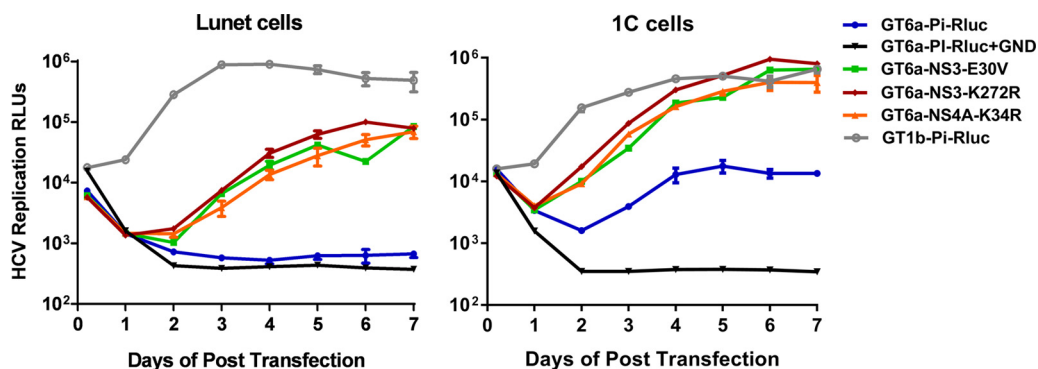 Lunet cells
1C cells
HCV Replication RLUs
10⁶
10⁵
10⁴
10³
10²
0 1 2 3 4 5 6 7
Days of Post Transfection
10⁶
10⁵
10⁴
10³
10²
0 1 2 3 4 5 6 7
Days of Post Transfection
GT6a-Pi-Rluc
GT6a-PI-Rluc+GND
GT6a-NS3-E30V
GT6a-NS3-K272R
GT6a-NS4A-K34R
GT1b-Pi-Rluc